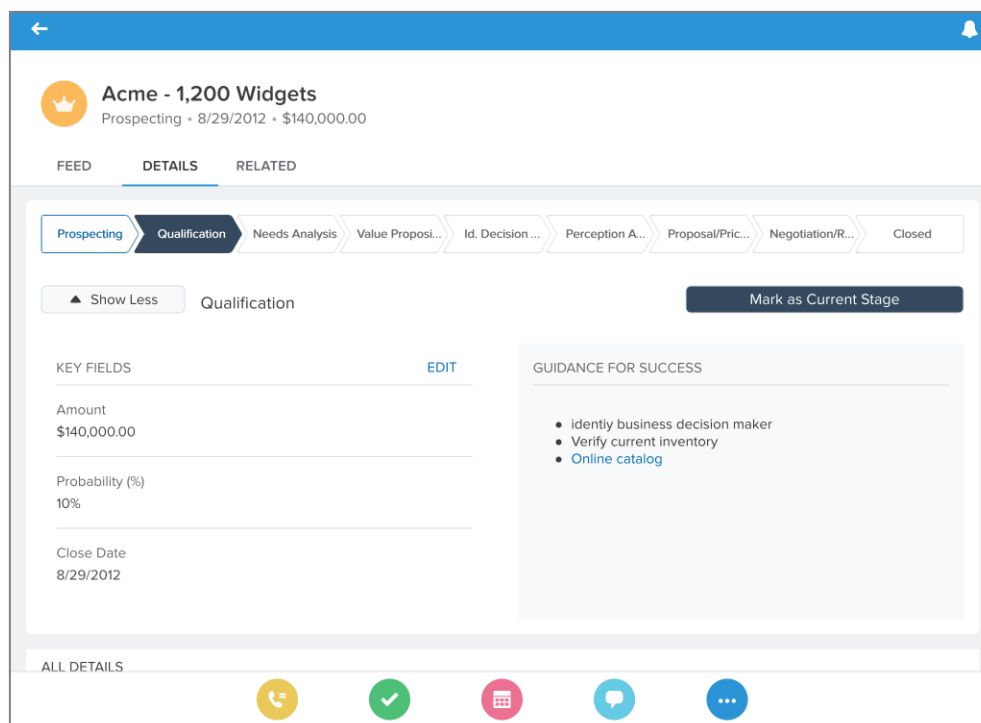 Acme - 1,200 Widgets
Prospecting • 8/29/2012 • $140,000.00
FEED DETAILS RELATED
Prospecting Qualification Needs Analysis Value Proposi... Id. Decision ... Perception A... Proposal/Pric... Negotiation/R... Closed
▲ Show Less Qualification Mark as Current Stage
KEY FIELDS EDIT
Amount
$140,000.00
Probability (%)
10%
Close Date
8/29/2012
GUIDANCE FOR SUCCESS
• identiy business decision maker
• Verify current inventory
• Online catalog
ALL DETAILS